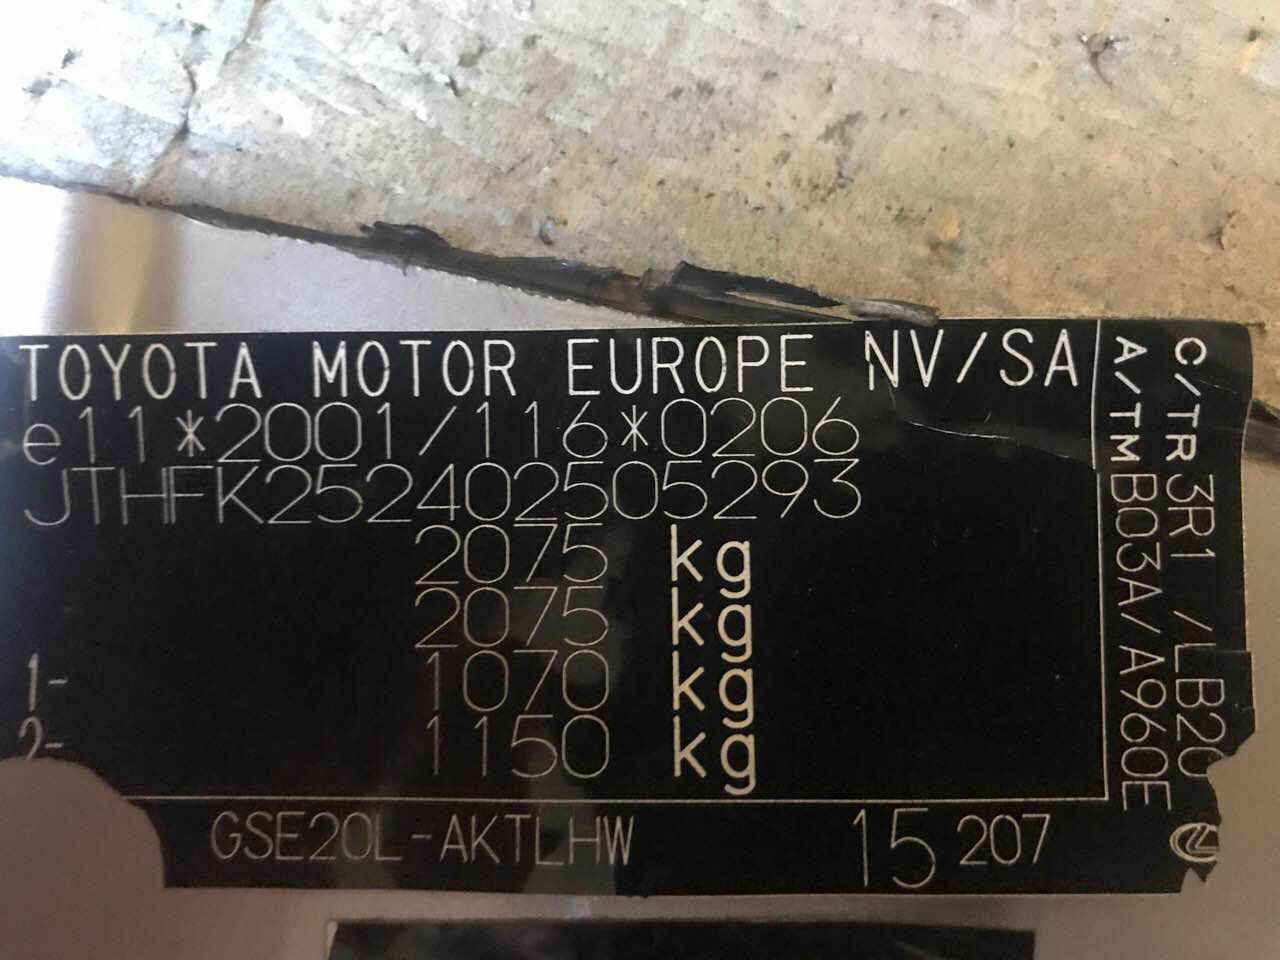 TOYOTA MOTOR EUROPE NV/SA
e11*2001/116*0206
JTHFK252402505293
2075 kg
2075 kg
1- 1070 kg
2- 1150 kg
GSE20L-AKTLHW 15 207
C/TR 3R1 /LB20
A/TM B03A/A960E